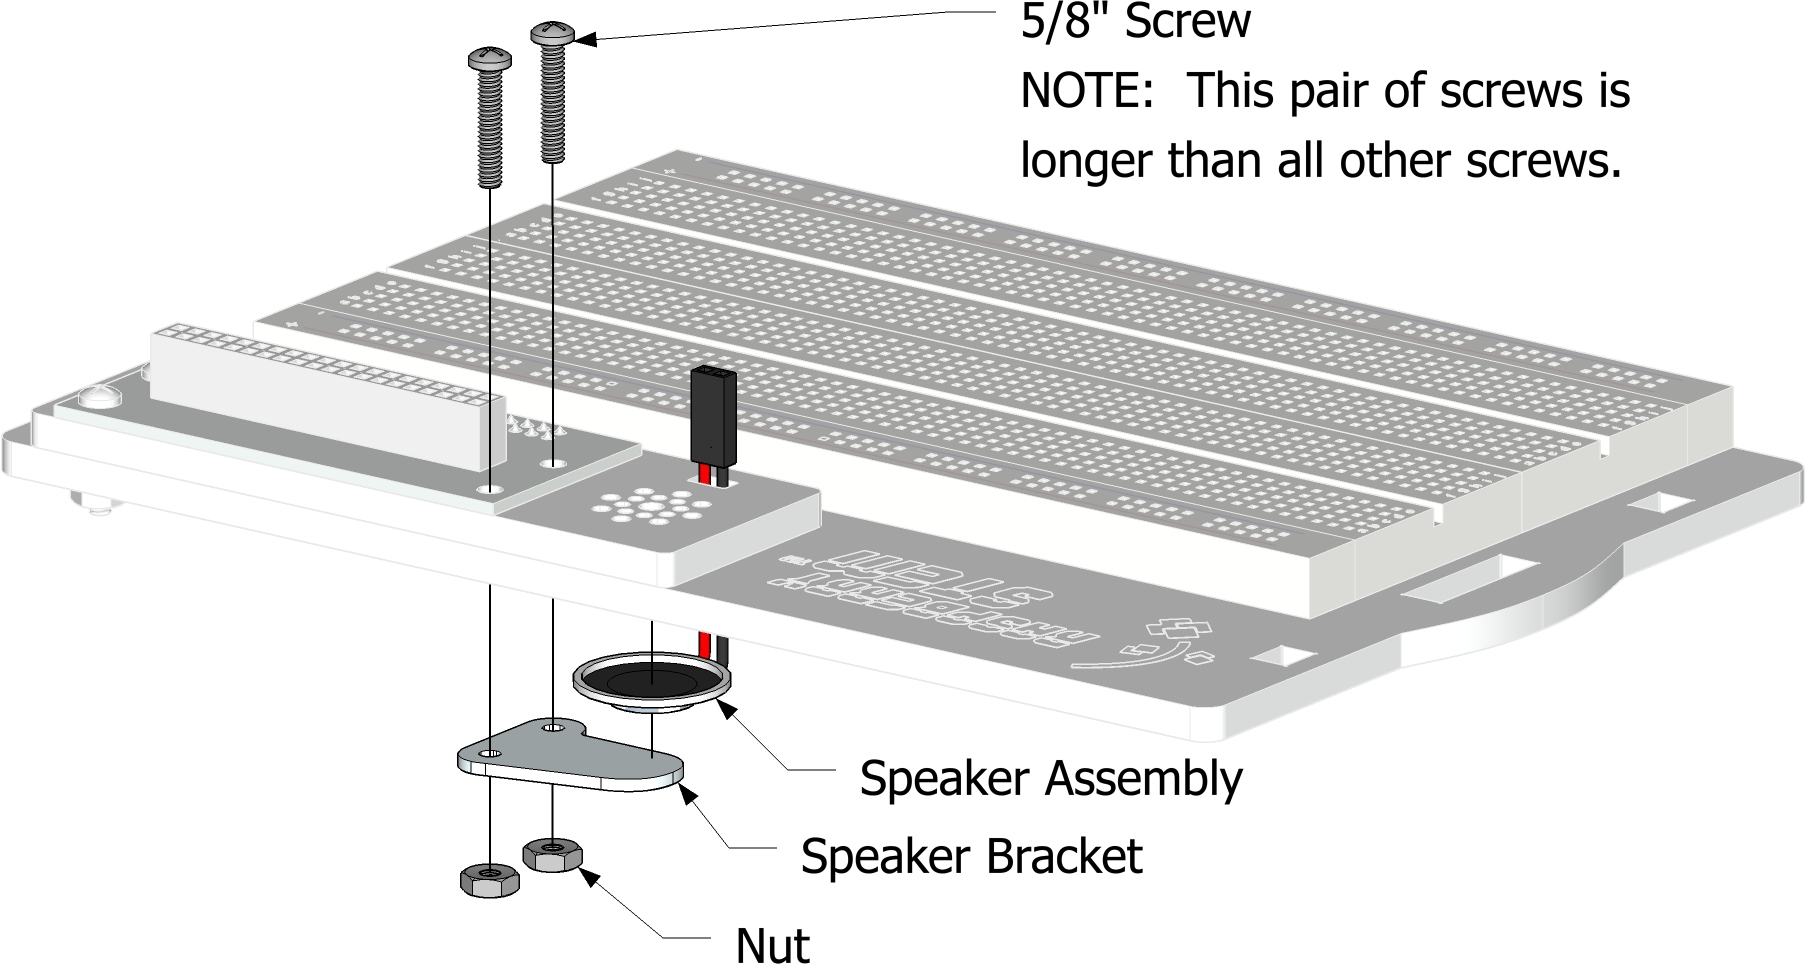 5/8" Screw
NOTE:  This pair of screws is
longer than all other screws.
Speaker Assembly
Speaker Bracket
Nut